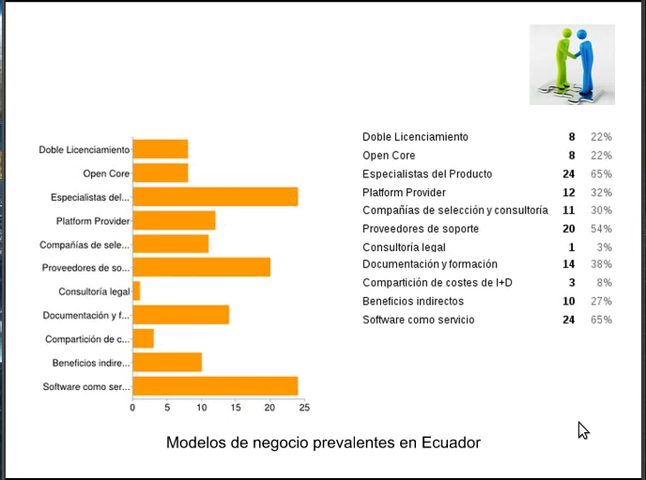 Doble Licenciamiento
Open Core
Especialistas del...
Platform Provider
Compañías de sele...
Proveedores de so...
Consultoría legal
Documentación y f...
Compartición de c...
Beneficios indire...
Software como ser...
0 5 10 15 20 25
Doble Licenciamiento 8 22%
Open Core 8 22%
Especialistas del Producto 24 65%
Platform Provider 12 32%
Compañías de selección y consultoría 11 30%
Proveedores de soporte 20 54%
Consultoría legal 1 3%
Documentación y formación 14 38%
Compartición de costes de I+D 3 8%
Beneficios indirectos 10 27%
Software como servicio 24 65%
Modelos de negocio prevalentes en Ecuador